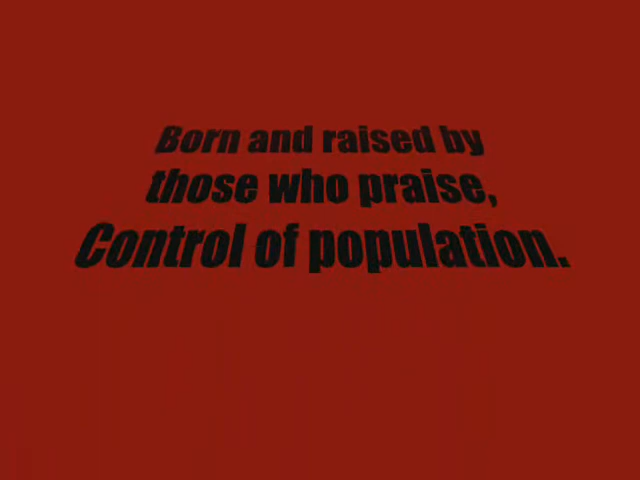 Born and raised by
those who praise,
Control of population.